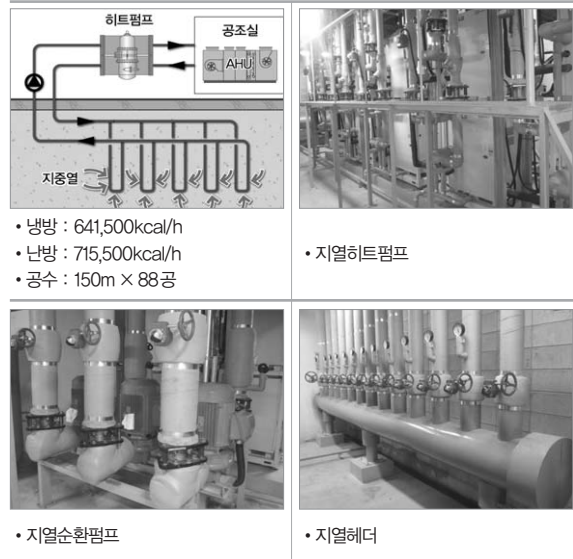 히트펌프
공조실
AHU
지중열
• 냉방 : 641,500kcal/h
• 난방 : 715,500kcal/h
• 공수 : 150m × 88공
• 지열히트펌프
• 지열순환펌프
• 지열헤더